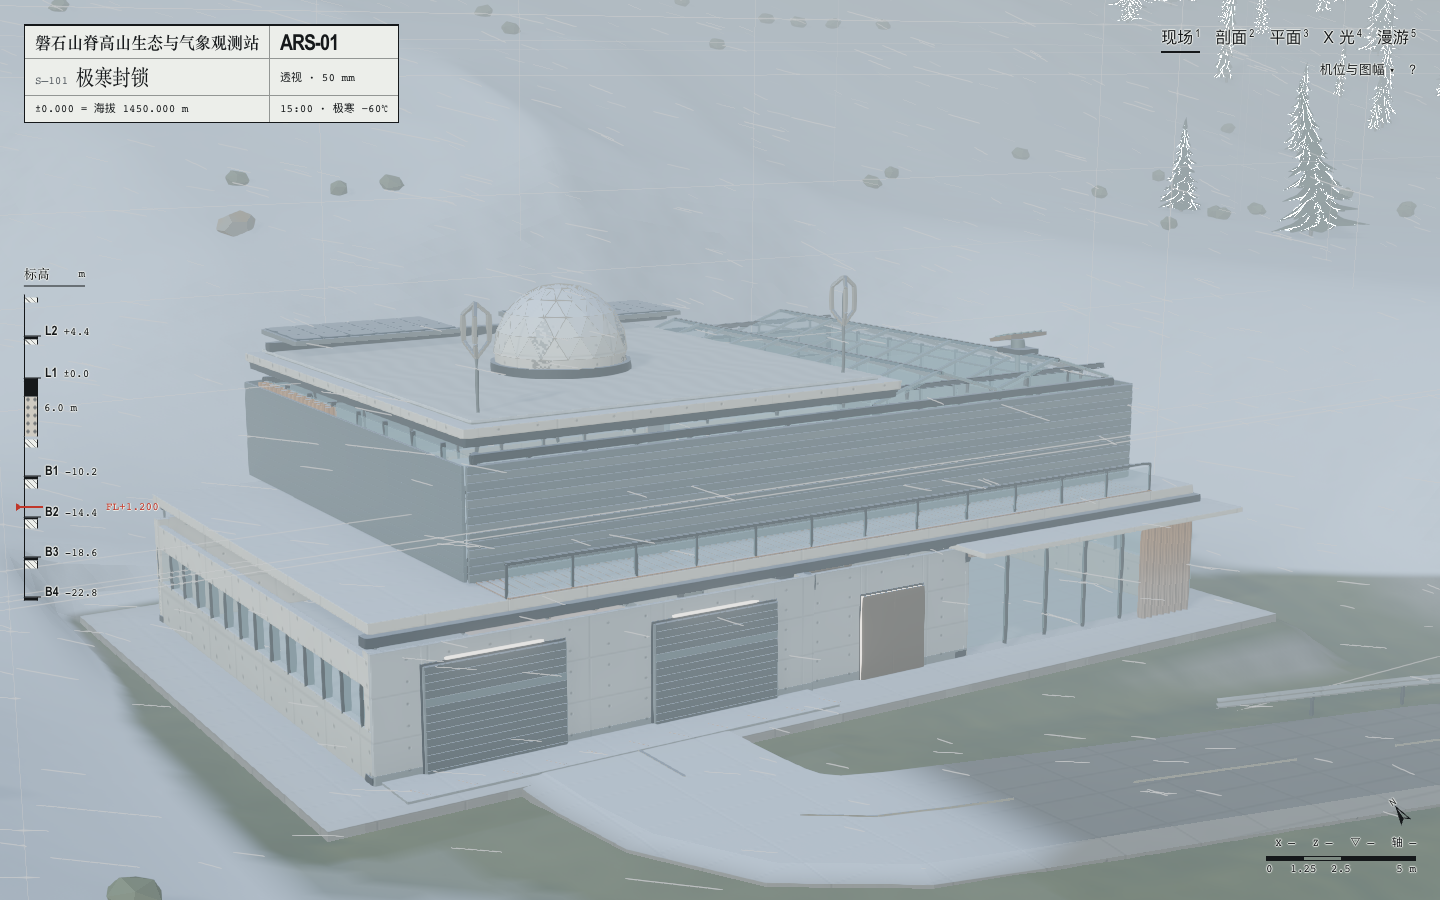 磐石山脊高山生态与气象观测站 ARS-01
S-101 极寒封锁 透视 · 50 mm
±0.000 = 海拔 1450.000 m 15:00 · 极寒 -60℃
现场1 剖面2 平面3 X 光4 漫游5
机位与图幅 ▾ ?
标高 m
L2 +4.4
L1 ±0.0
6.0 m
B1 -10.2
FL+1.200
B2 -14.4
B3 -18.6
B4 -22.8
N
X — Z — ▽ — 轴 —
0 1.25 2.5 5 m